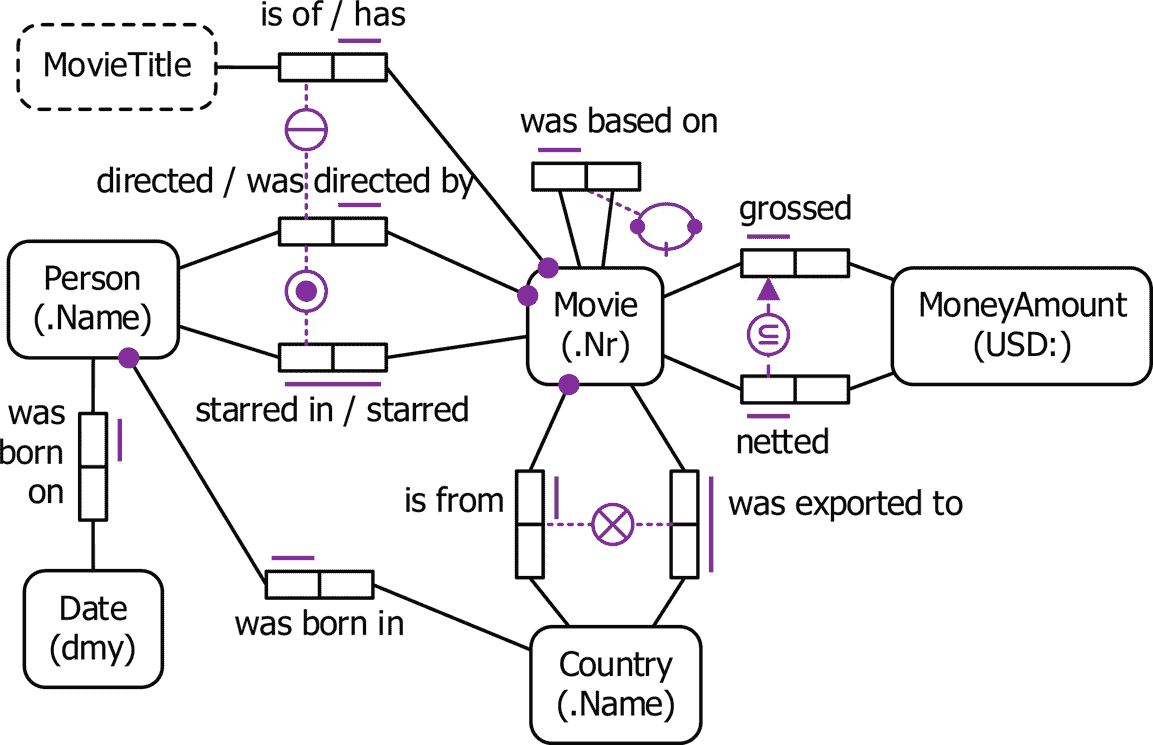 is of / has
MovieTitle
was based on
directed / was directed by
grossed
Person
(.Name)
Movie
(.Nr)
MoneyAmount
(USD:)
⊆
was
born
on
starred in / starred
netted
is from
was exported to
Date
(dmy)
was born in
Country
(.Name)